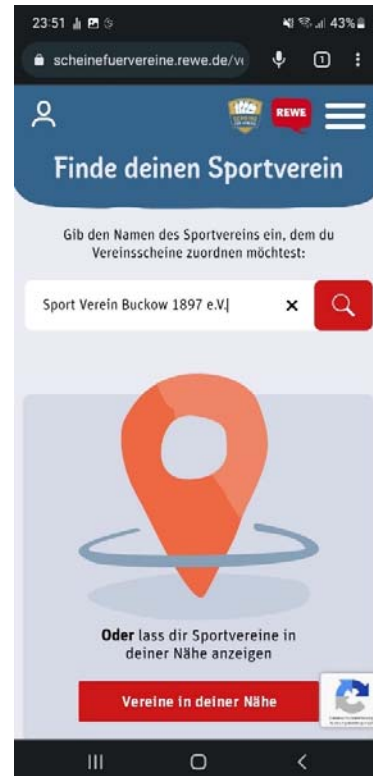 23:51
43%
scheinefuervereine.rewe.de/ve
1
REWE
Finde deinen Sportverein
Gib den Namen des Sportvereins ein, dem du
Vereinsscheine zuordnen möchtest:
Sport Verein Buckow 1897 e.V.
Oder lass dir Sportvereine in
deiner Nähe anzeigen
Vereine in deiner Nähe